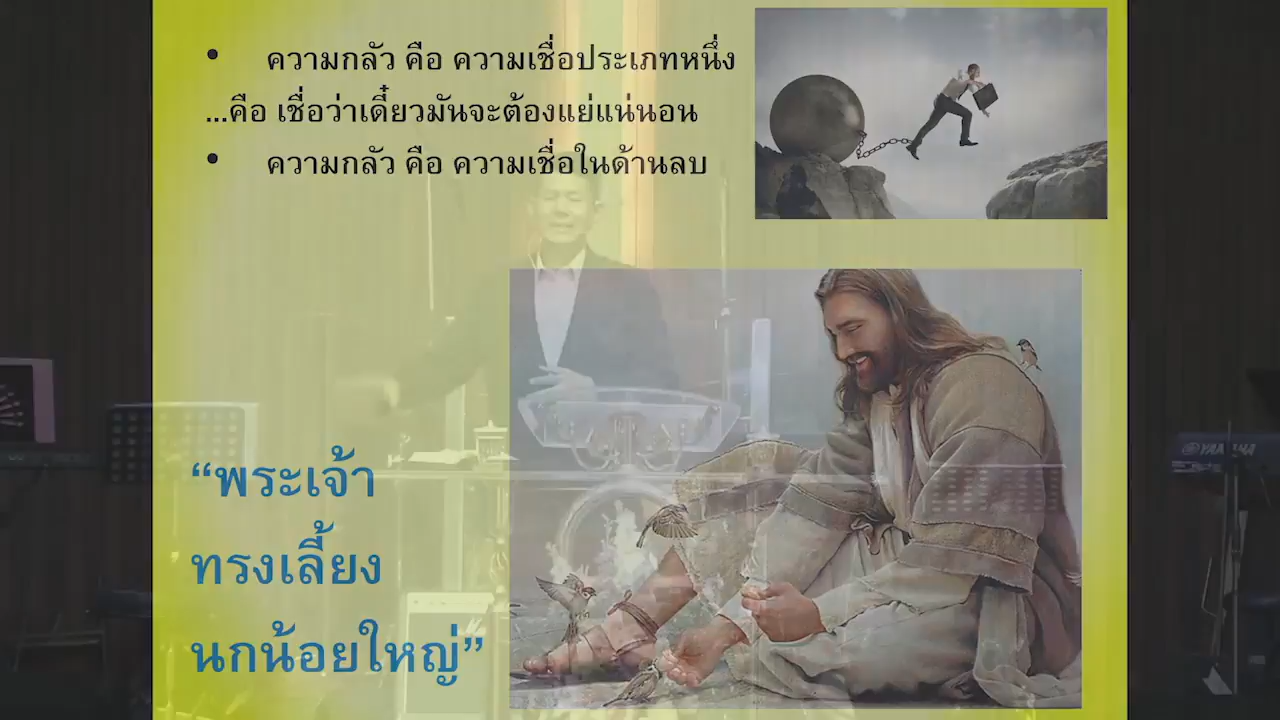 • ความกลัว คือ ความเชื่อประเภทหนึ่ง
...คือ เชื่อว่าเดี๋ยวมันจะต้องแย่แน่นอน
• ความกลัว คือ ความเชื่อในด้านลบ
“พระเจ้า
ทรงเลี้ยง
นกน้อยใหญ่”
YAMAHA